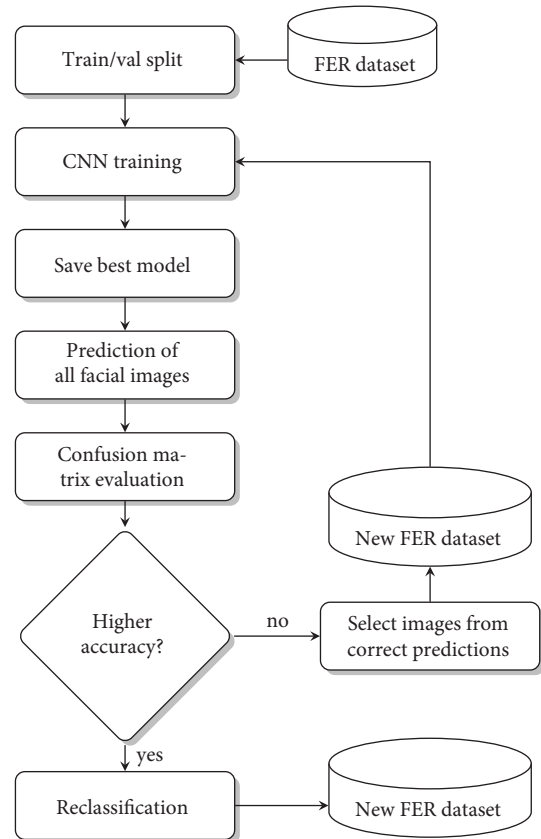 Train/val split
FER dataset
CNN training
Save best model
Prediction of
all facial images
Confusion ma-
trix evaluation
New FER dataset
Higher
accuracy?
no
Select images from
correct predictions
yes
Reclassification
New FER dataset